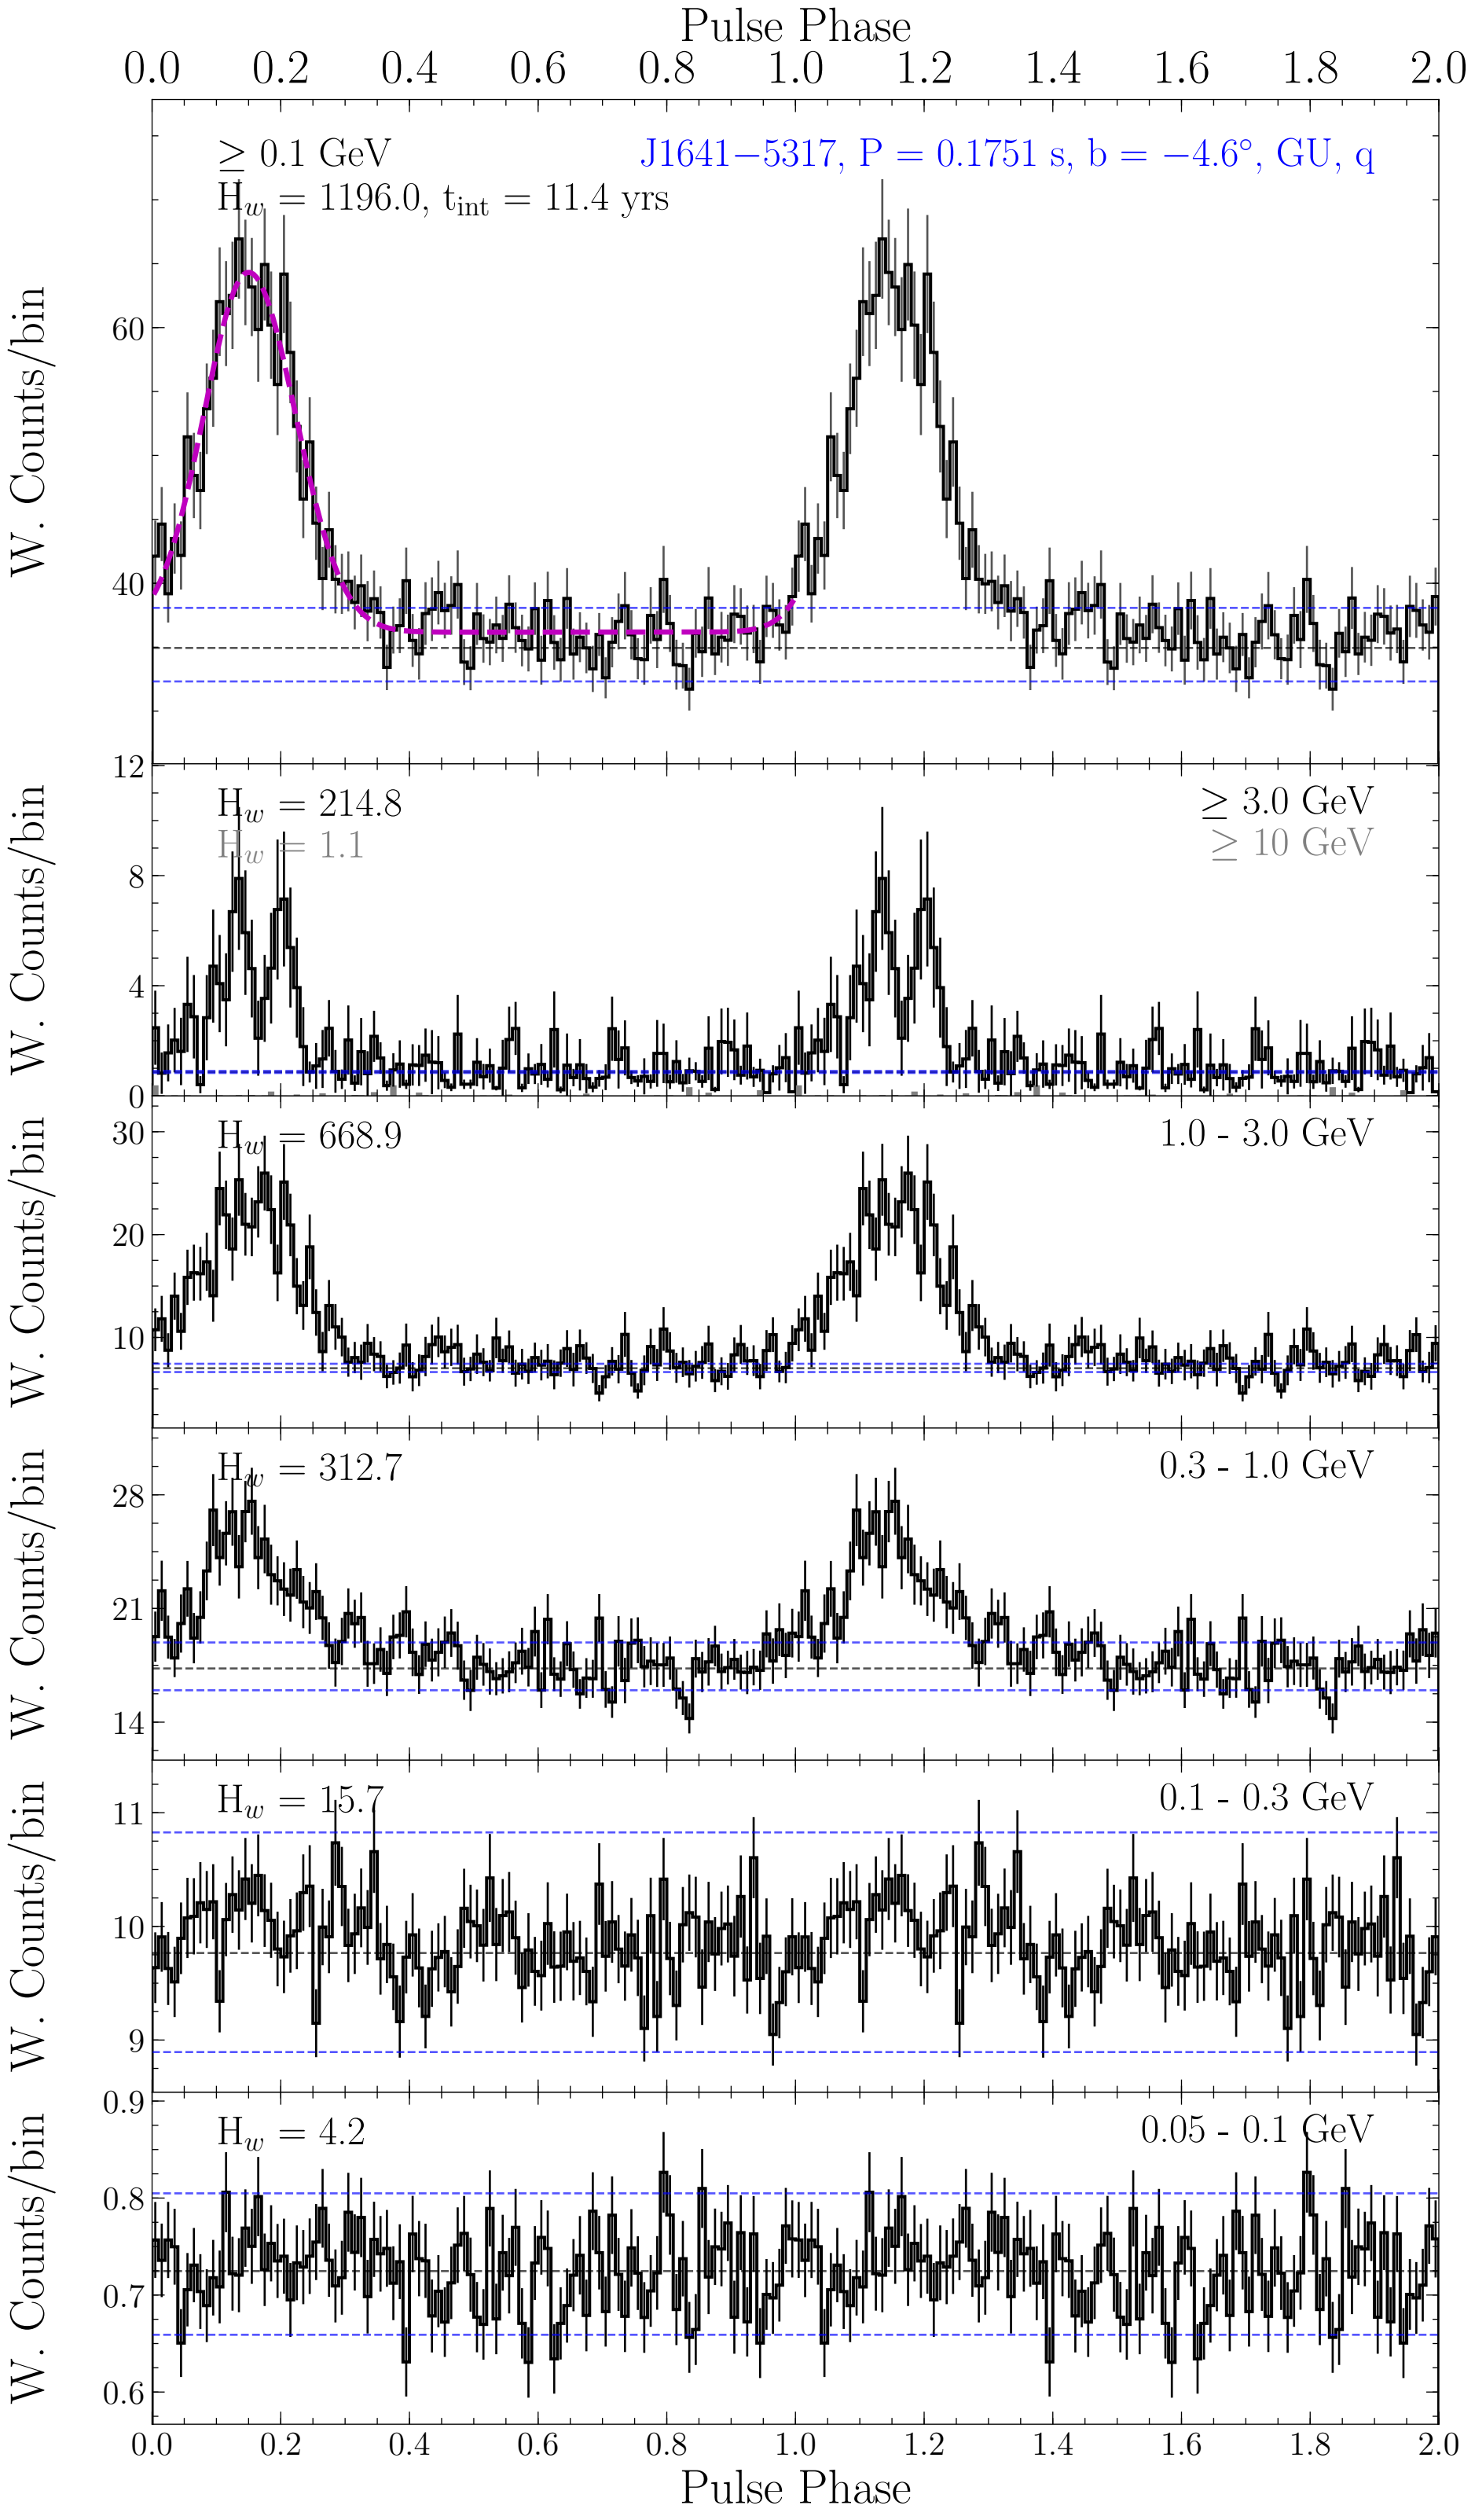 Pulse Phase
0.0 0.2 0.4 0.6 0.8 1.0 1.2 1.4 1.6 1.8 2.0
≥ 0.1 GeV
J1641−5317, P = 0.1751 s, b = −4.6°, GU, q
H_w = 1196.0, t_int = 11.4 yrs
W. Counts/bin
60
40
H_w = 214.8
≥ 3.0 GeV
H_w = 1.1
≥ 10 GeV
W. Counts/bin
12
8
4
0
H_w = 668.9
1.0 - 3.0 GeV
W. Counts/bin
30
20
10
H_w = 312.7
0.3 - 1.0 GeV
W. Counts/bin
28
21
14
H_w = 15.7
0.1 - 0.3 GeV
W. Counts/bin
11
10
9
H_w = 4.2
0.05 - 0.1 GeV
W. Counts/bin
0.9
0.8
0.7
0.6
0.0 0.2 0.4 0.6 0.8 1.0 1.2 1.4 1.6 1.8 2.0
Pulse Phase